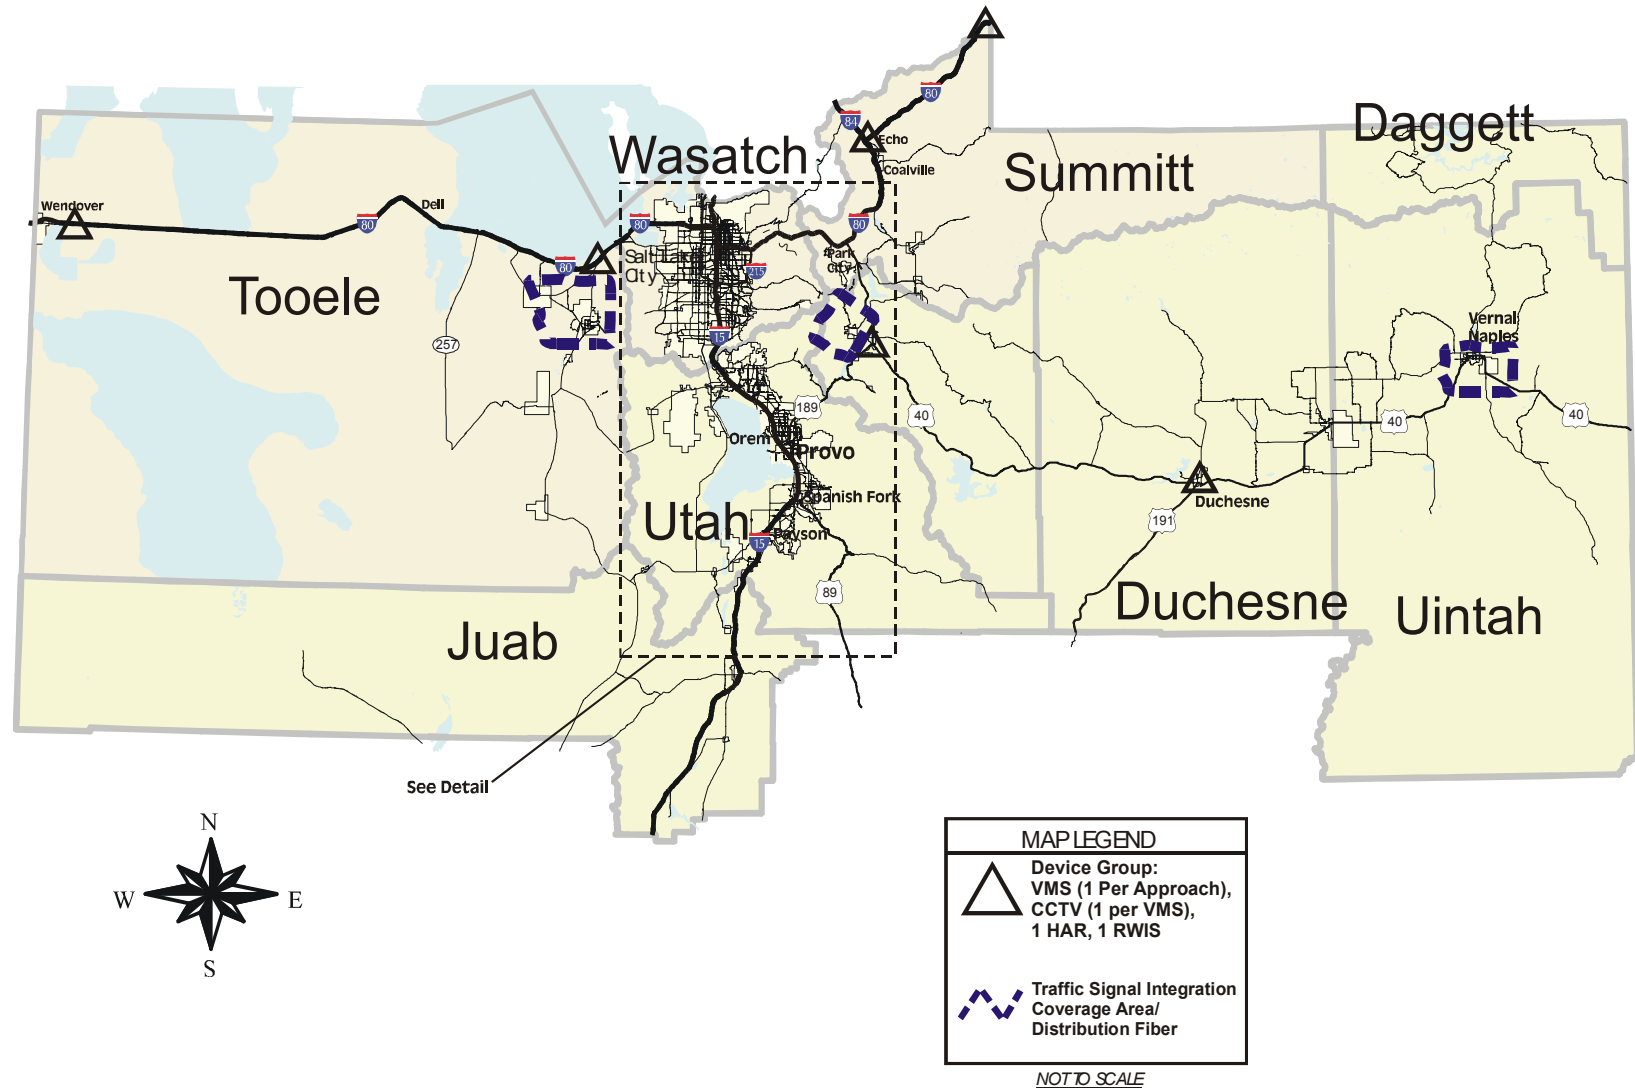 80
Daggett
84
Echo
Wasatch
Coalville
Summitt
Wendover
Dell
80
80
80
Park
City
Salt Lake
City
80
215
Tooele
Vernal
Naples
15
257
189
40
40
40
Orem
Provo
Spanish Fork
Duchesne
Utah
191
15
Payson
89
Duchesne
Uintah
Juab
See Detail
N
W
E
S
MAP LEGEND
Device Group:
VMS (1 Per Approach),
CCTV (1 per VMS),
1 HAR, 1 RWIS
Traffic Signal Integration
Coverage Area/
Distribution Fiber
NOT TO SCALE